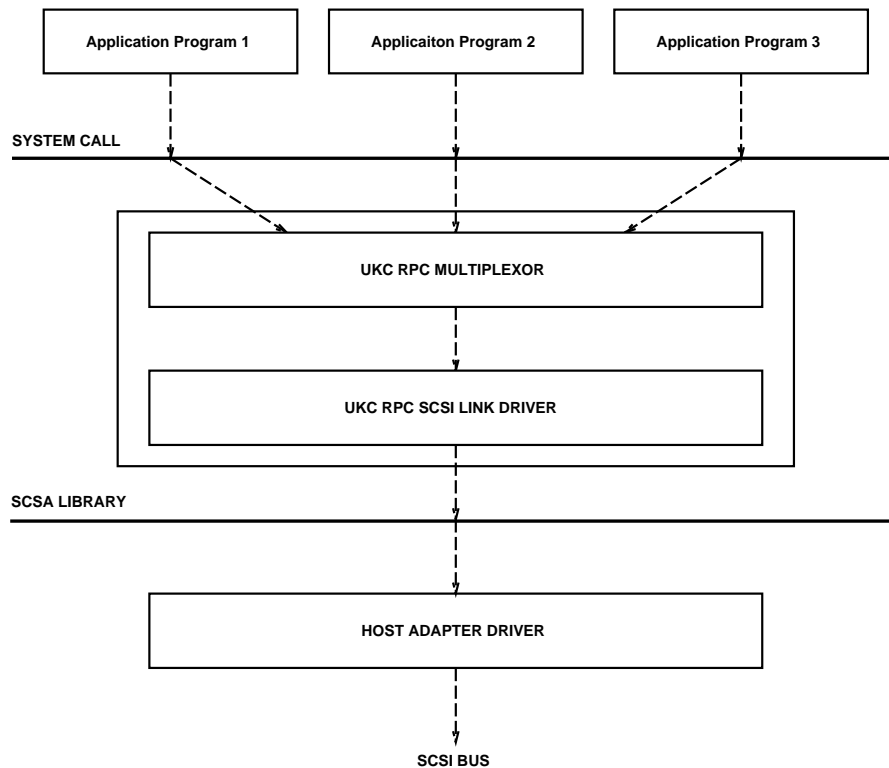 Application Program 1
Applicaiton Program 2
Application Program 3
SYSTEM CALL
UKC RPC MULTIPLEXOR
UKC RPC SCSI LINK DRIVER
SCSA LIBRARY
HOST ADAPTER DRIVER
SCSI BUS